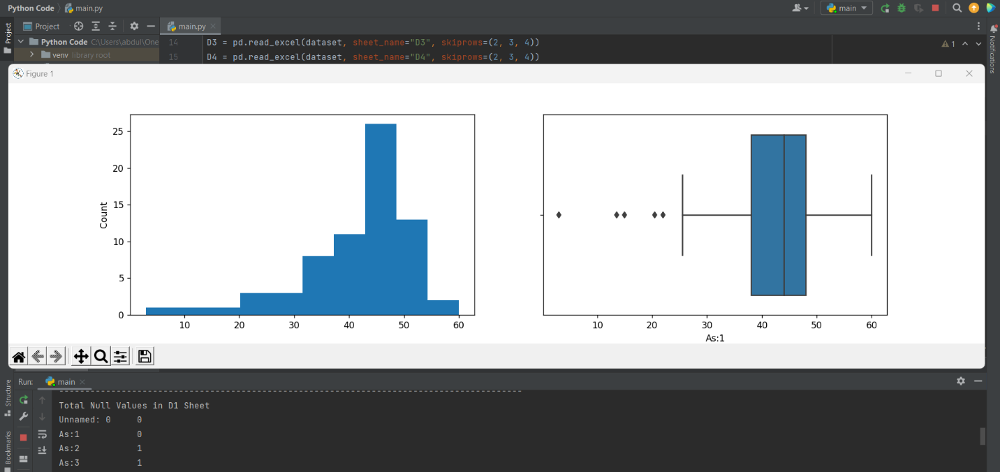 Python Code main.py
main
Project
Project
main.py
Python Code C:\Users\abdul\One
venv library root
14 D3 = pd.read_excel(dataset, sheet_name="D3", skiprows=(2, 3, 4))
15 D4 = pd.read_excel(dataset, sheet_name="D4", skiprows=(2, 3, 4))
1
Notifications
Figure 1
25
20
15
10
5
0
Count
10 20 30 40 50 60
10 20 30 40 50 60
As:1
Run: main
Structure
Bookmarks
--------------------------------------------------------------------------------
Total Null Values in D1 Sheet
Unnamed: 0 0
As:1 0
As:2 1
As:3 1